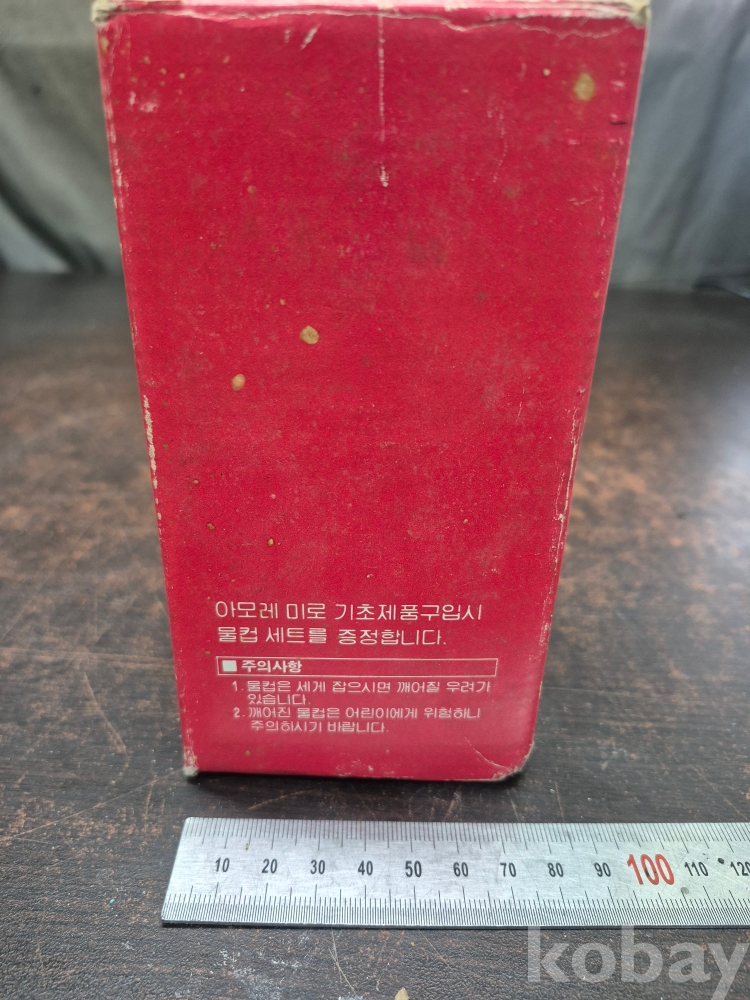 아모레 미로 기초제품구입시
물컵 세트를 증정합니다.
■ 주의사항
1. 물컵은 세게 잡으시면 깨어질 우려가
있습니다.
2. 깨어진 물컵은 어린이에게 위험하니
주의하시기 바랍니다.
10 20 30 40 50 60 70 80 90 100 110 120
kobay